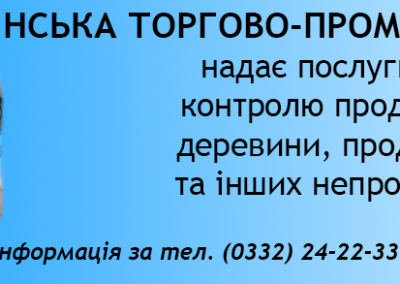 НСЬКА ТОРГОВО-ПРОМ
надає послуг
контролю прод
деревини, прод
та інших непро
нформація за тел. (0332) 24-22-33